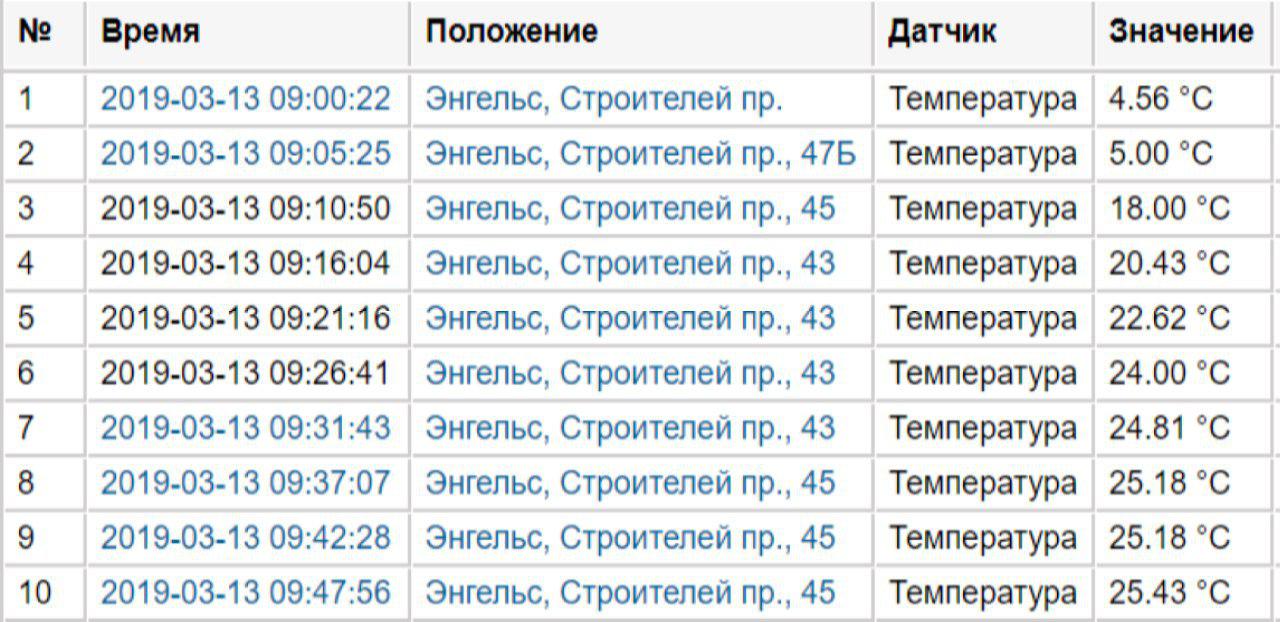 № Время Положение Датчик Значение
1 2019-03-13 09:00:22 Энгельс, Строителей пр. Температура 4.56 °C
2 2019-03-13 09:05:25 Энгельс, Строителей пр., 47Б Температура 5.00 °C
3 2019-03-13 09:10:50 Энгельс, Строителей пр., 45 Температура 18.00 °C
4 2019-03-13 09:16:04 Энгельс, Строителей пр., 43 Температура 20.43 °C
5 2019-03-13 09:21:16 Энгельс, Строителей пр., 43 Температура 22.62 °C
6 2019-03-13 09:26:41 Энгельс, Строителей пр., 43 Температура 24.00 °C
7 2019-03-13 09:31:43 Энгельс, Строителей пр., 43 Температура 24.81 °C
8 2019-03-13 09:37:07 Энгельс, Строителей пр., 45 Температура 25.18 °C
9 2019-03-13 09:42:28 Энгельс, Строителей пр., 45 Температура 25.18 °C
10 2019-03-13 09:47:56 Энгельс, Строителей пр., 45 Температура 25.43 °C